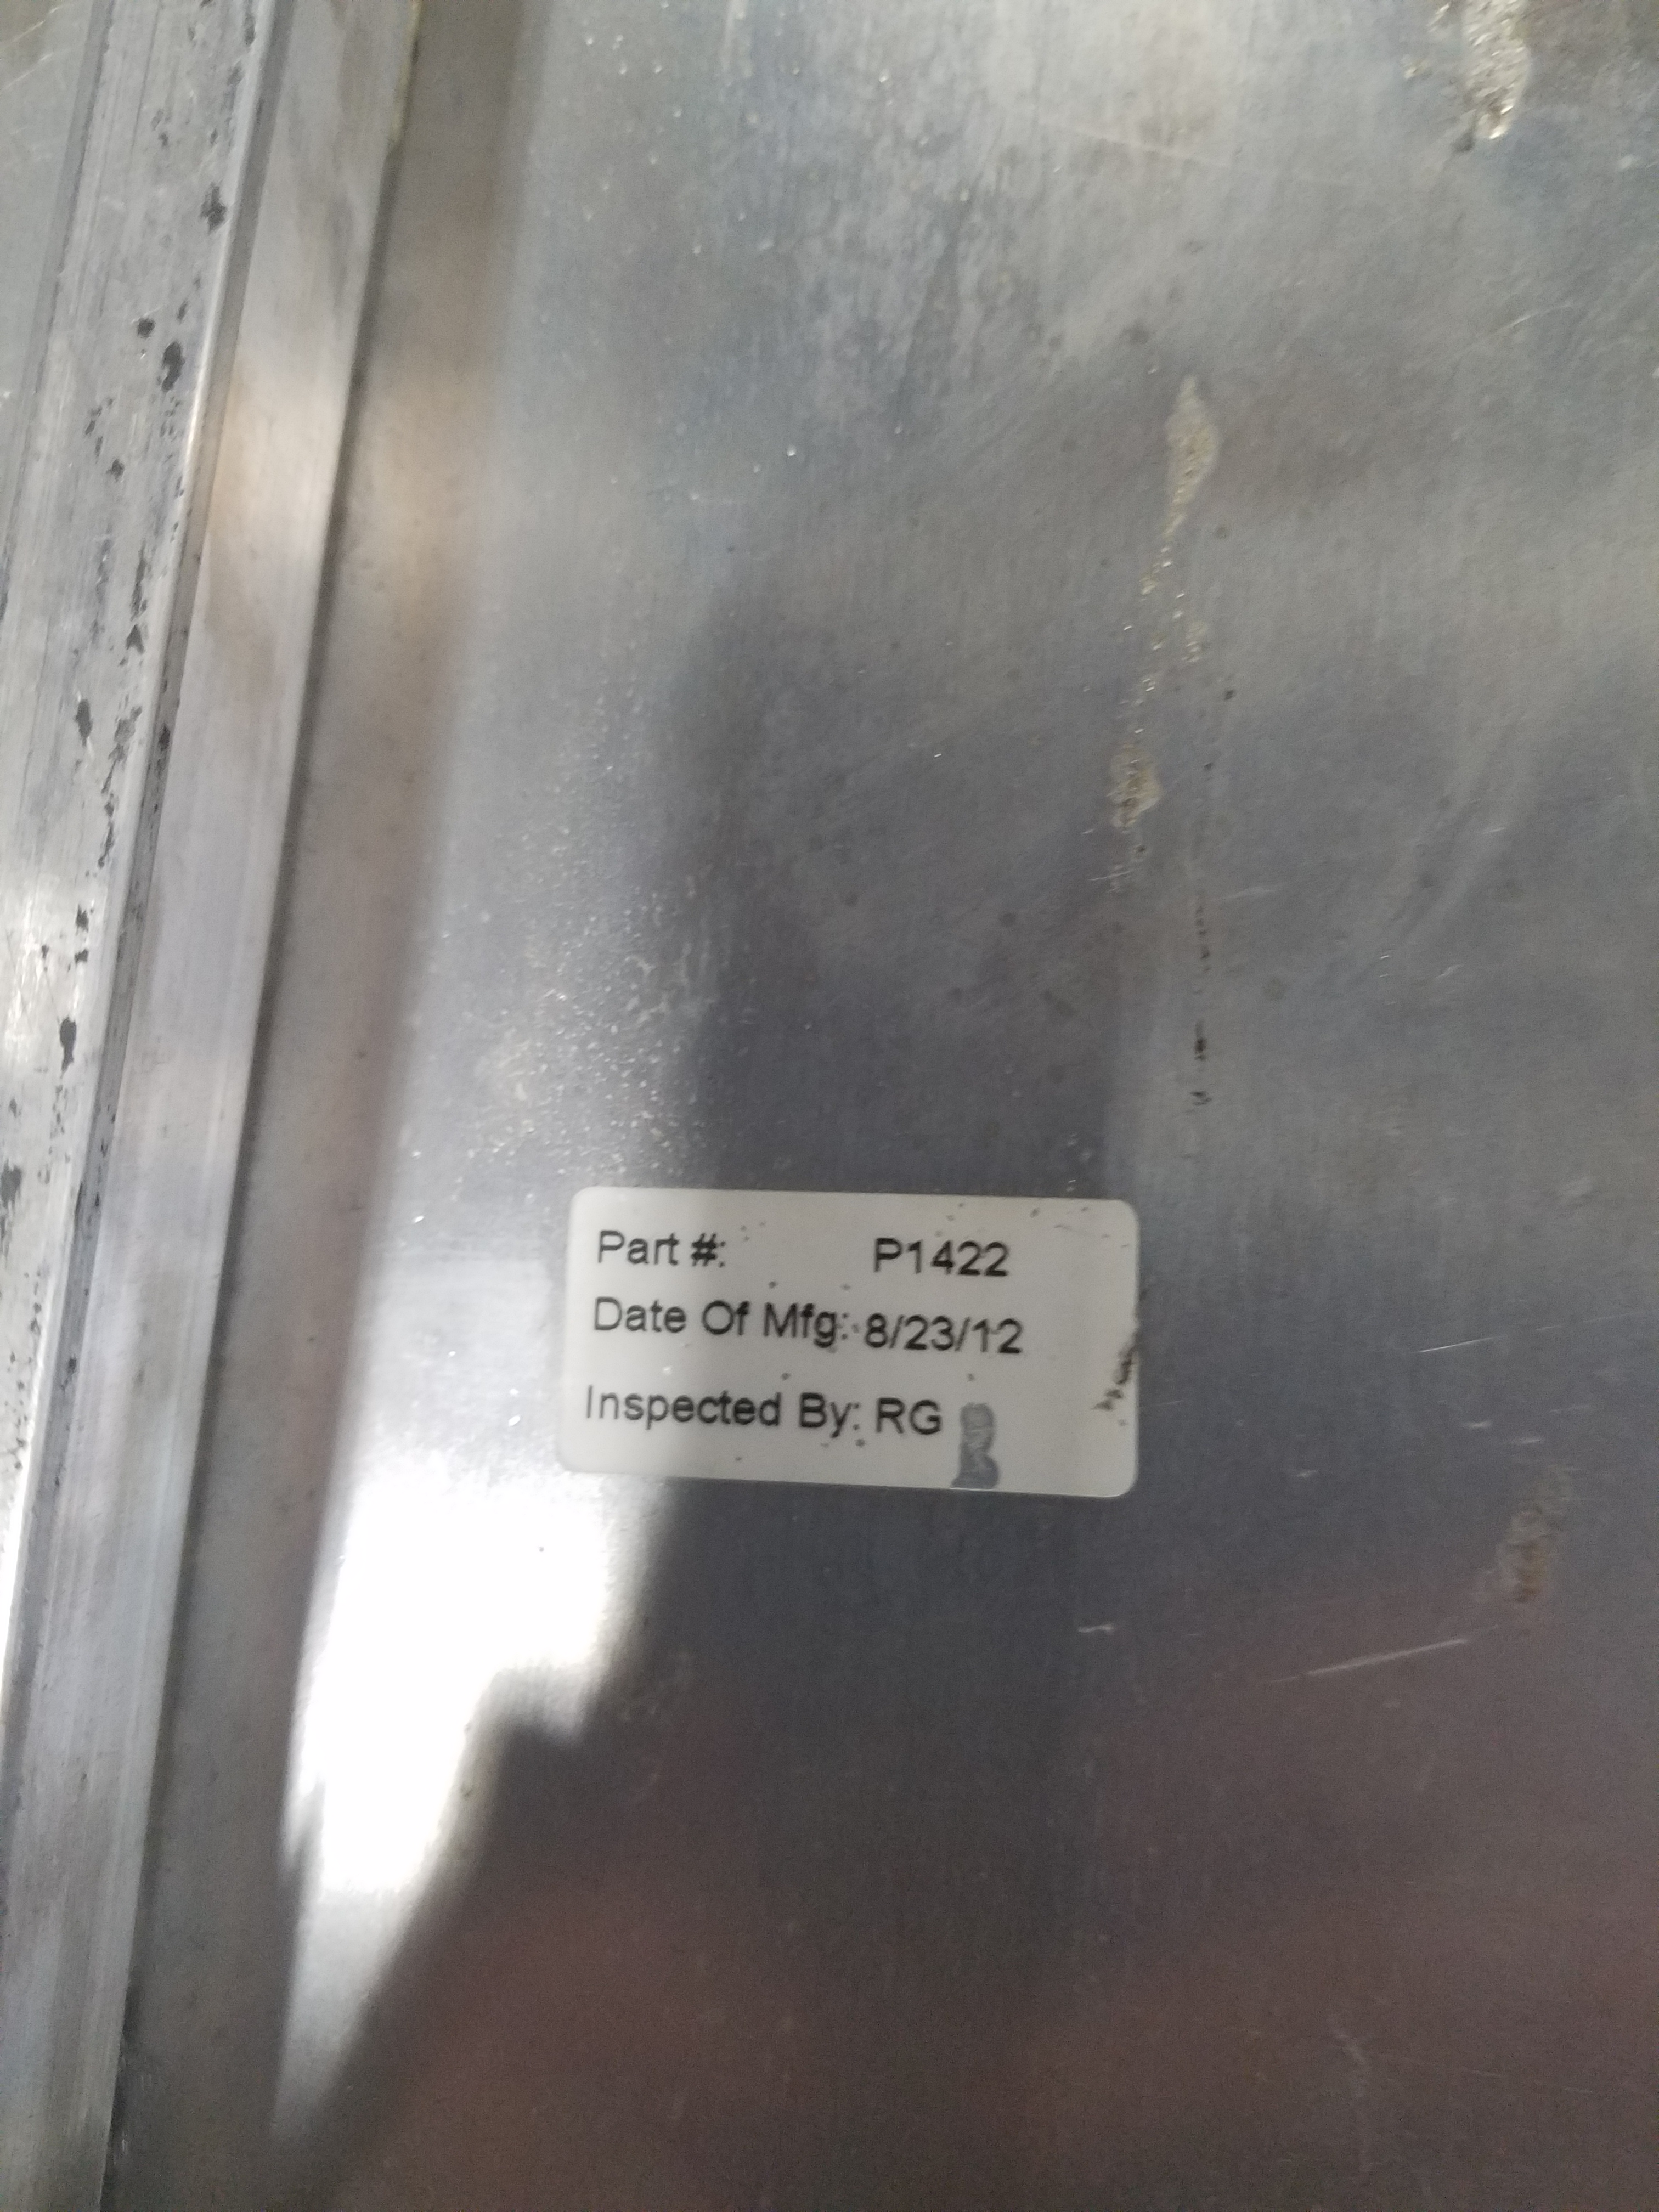 Part #: P1422
Date Of Mfg: 8/23/12
Inspected By: RG